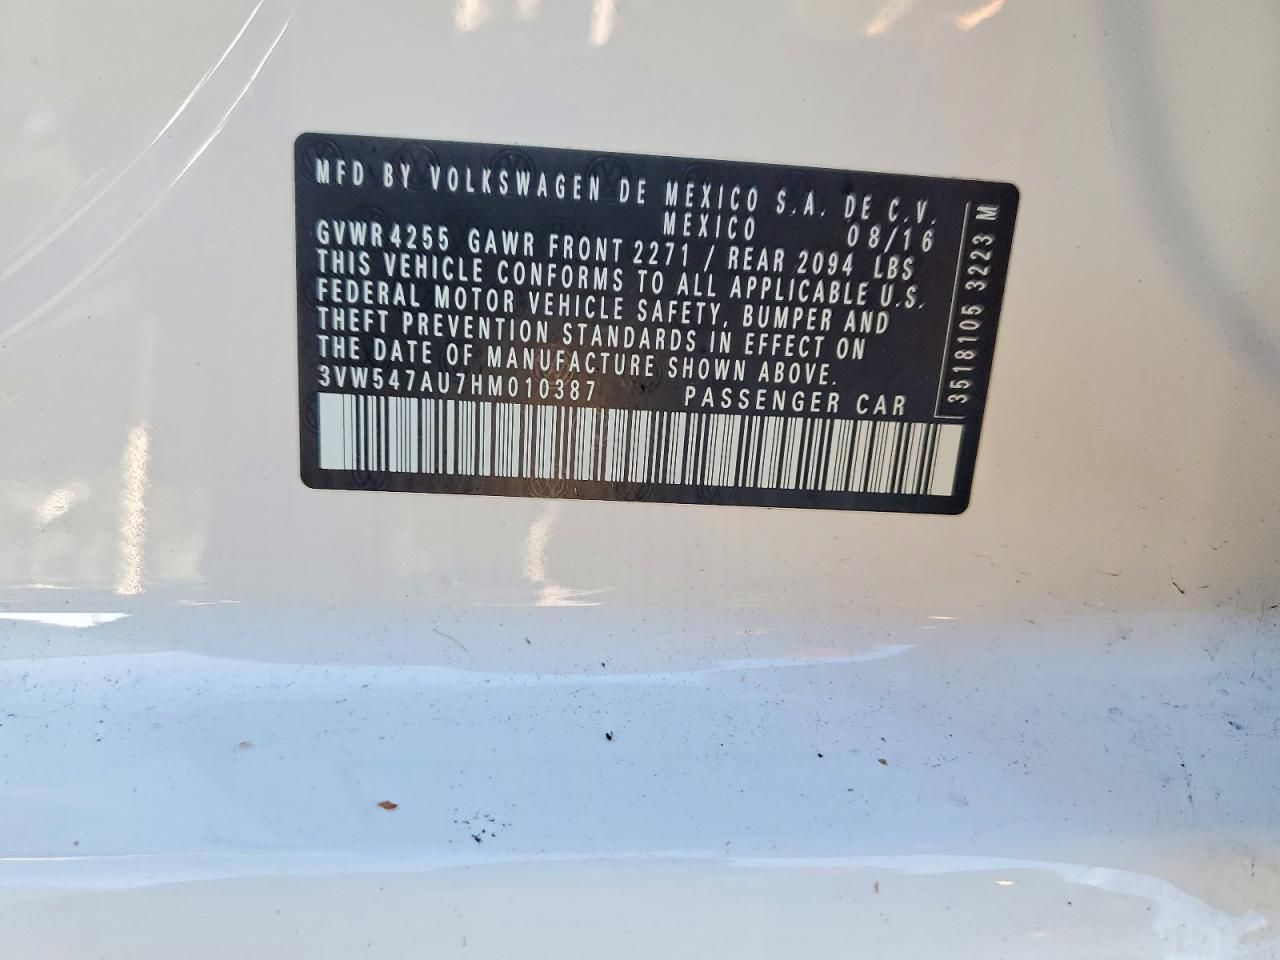 MFD BY VOLKSWAGEN DE MEXICO S.A. DE C.V.
MEXICO 08/16
GVWR 4255 GAWR FRONT 2271 / REAR 2094 LBS
THIS VEHICLE CONFORMS TO ALL APPLICABLE U.S.
FEDERAL MOTOR VEHICLE SAFETY, BUMPER AND
THEFT PREVENTION STANDARDS IN EFFECT ON
THE DATE OF MANUFACTURE SHOWN ABOVE.
3VW547AU7HM010387 PASSENGER CAR
3518105 3223 M